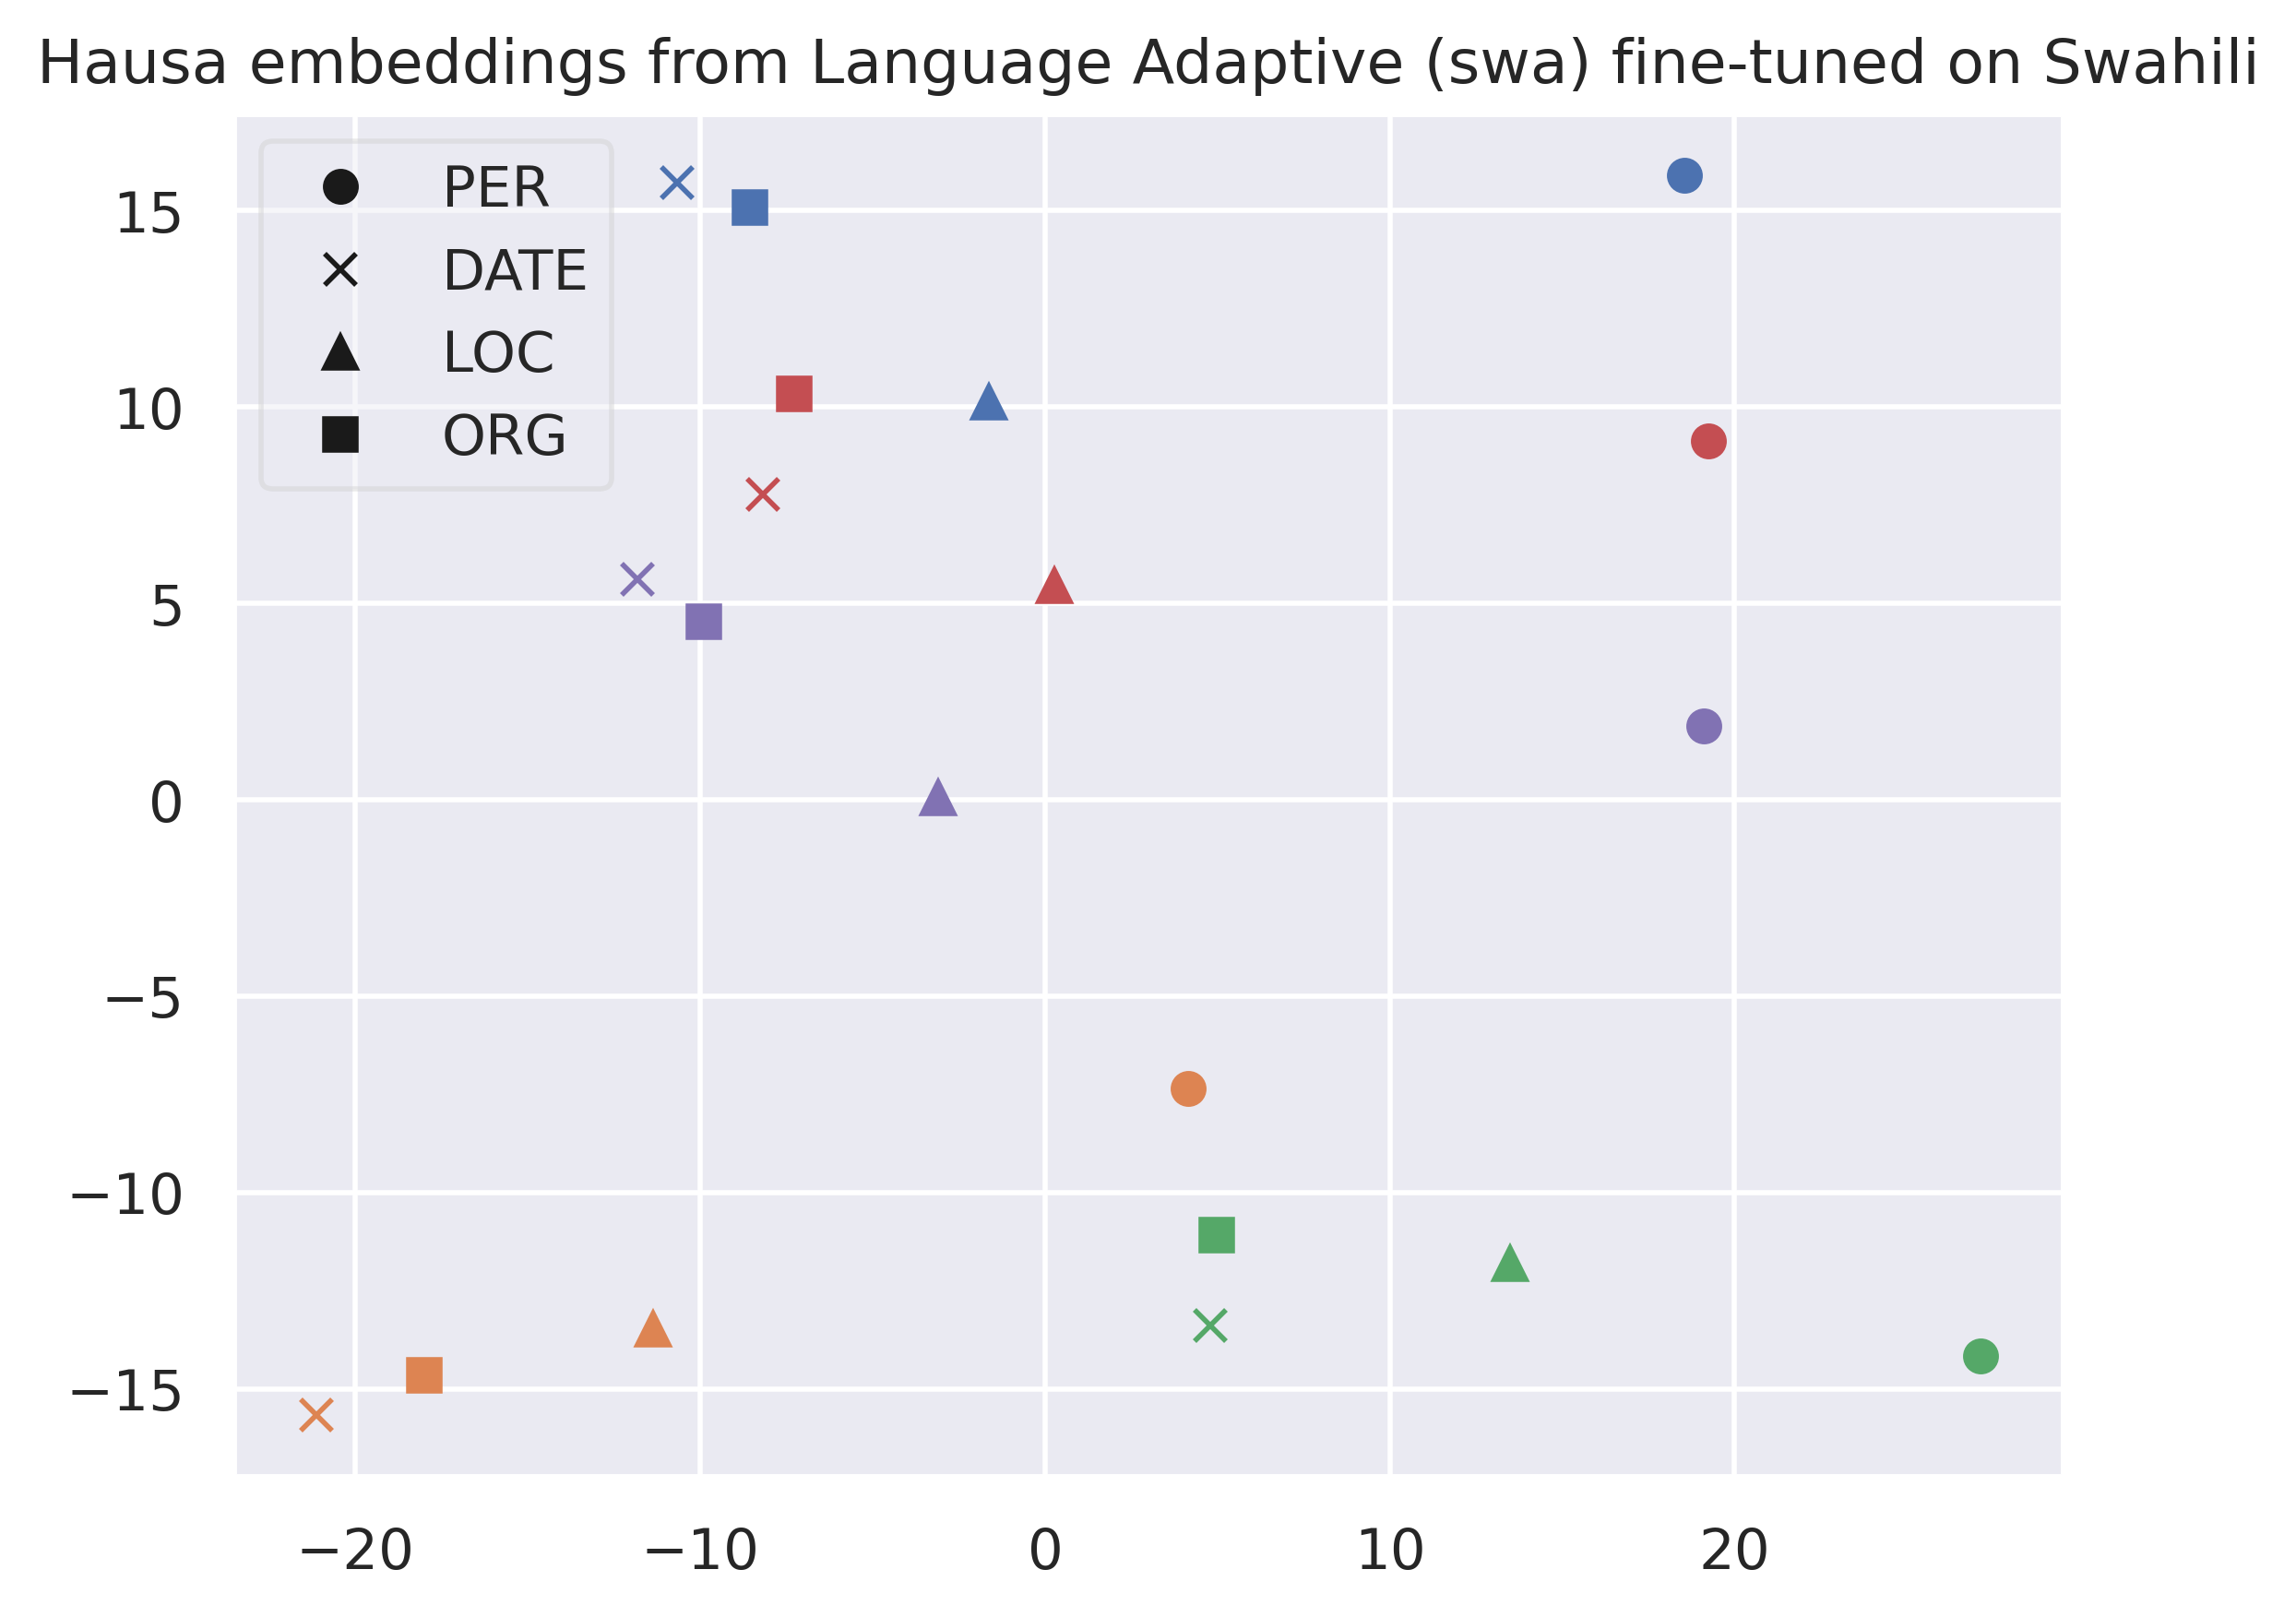 Hausa embeddings from Language Adaptive (swa) fine-tuned on Swahili
PER
DATE
LOC
ORG
15
10
5
0
−5
−10
−15
−20 −10 0 10 20